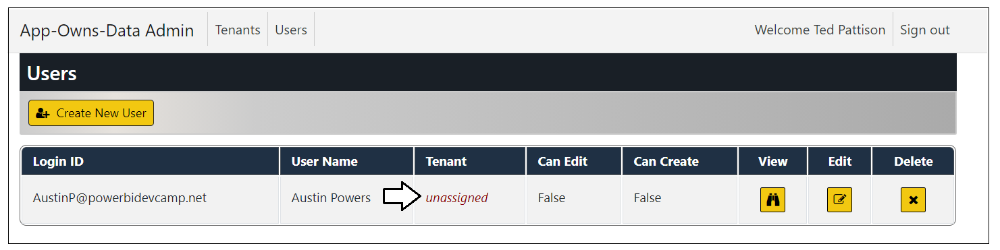 App-Owns-Data Admin Tenants Users Welcome Ted Pattison Sign out
Users
Create New User
Login ID User Name Tenant Can Edit Can Create View Edit Delete
AustinP@powerbidevcamp.net Austin Powers unassigned False False